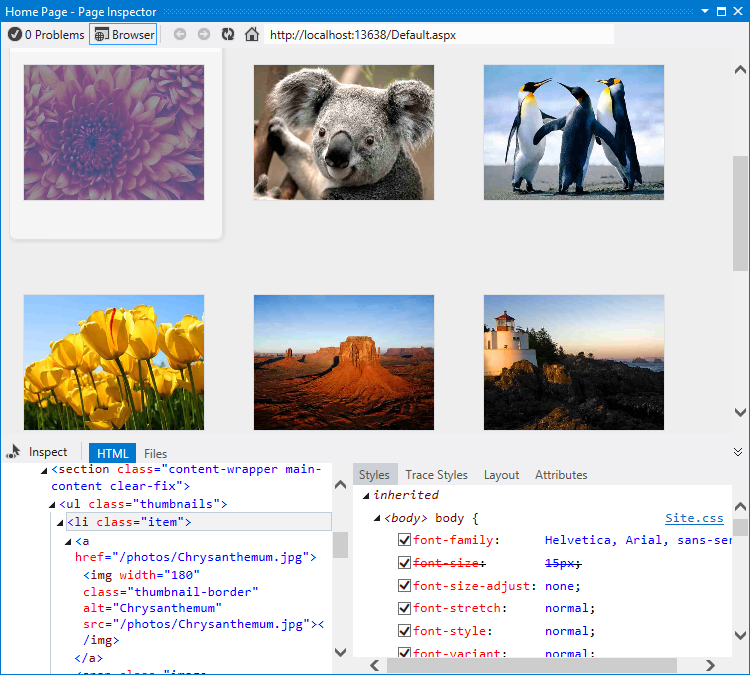 Home Page - Page Inspector
0 Problems Browser http://localhost:13638/Default.aspx
Inspect HTML Files
<section class="content-wrapper main-
content clear-fix">
<ul class="thumbnails">
<li class="item">
<a
href="/photos/Chrysanthemum.jpg">
<img width="180"
class="thumbnail-border"
alt="Chrysanthemum"
src="/photos/Chrysanthemum.jpg"><
/img>
</a>
<span class="image
Styles Trace Styles Layout Attributes
inherited
<body> body { Site.css
font-family: Helvetica, Arial, sans-ser
font-size: 15px;
font-size-adjust: none;
font-stretch: normal;
font-style: normal;
font-variant: normal;